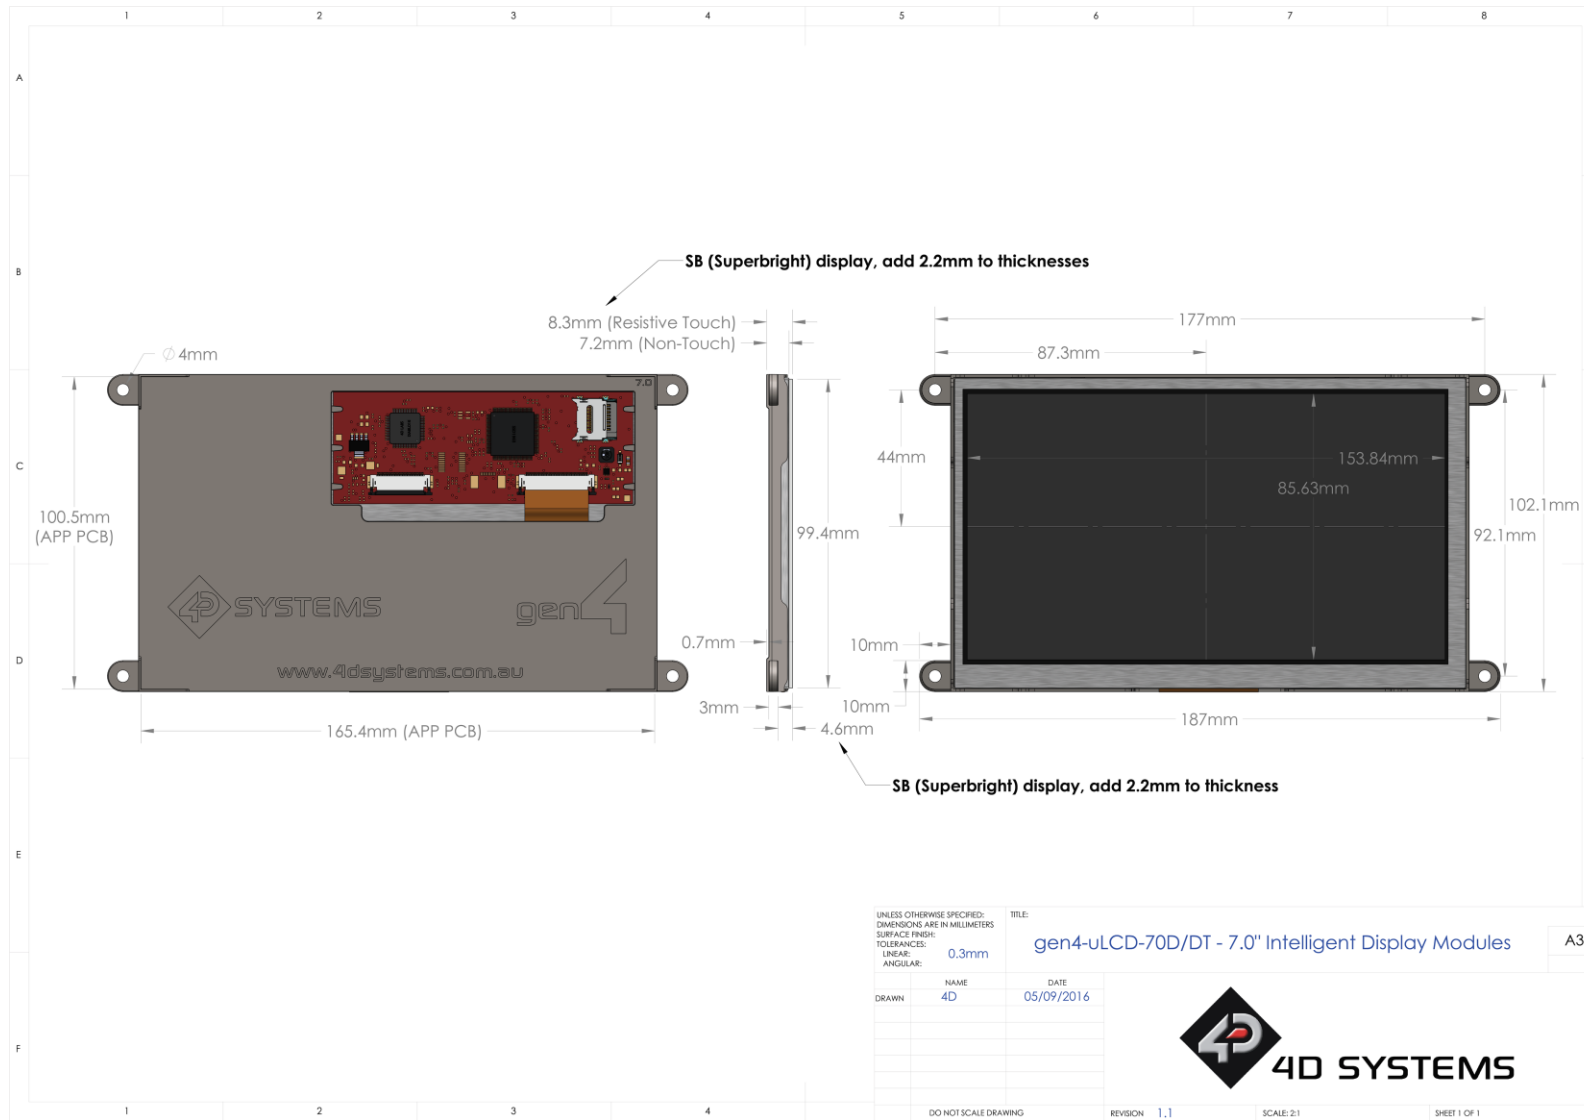 1 2 3 4 5 6 7 8
A
B
C
D
E
F
SB (Superbright) display, add 2.2mm to thicknesses
8.3mm (Resistive Touch)
7.2mm (Non-Touch)
177mm
87.3mm
Ø 4mm
7.0
44mm
153.84mm
85.63mm
100.5mm
(APP PCB)
99.4mm
102.1mm
92.1mm
4D SYSTEMS
gen4
www.4dsystems.com.au
0.7mm
10mm
3mm
10mm
4.6mm
187mm
165.4mm (APP PCB)
SB (Superbright) display, add 2.2mm to thickness
UNLESS OTHERWISE SPECIFIED:
DIMENSIONS ARE IN MILLIMETERS
SURFACE FINISH:
TOLERANCES:
LINEAR: 0.3mm
ANGULAR:
TITLE:
gen4-uLCD-70D/DT - 7.0" Intelligent Display Modules
A3
NAME DATE
DRAWN 4D 05/09/2016
4D SYSTEMS
DO NOT SCALE DRAWING
REVISION 1.1
SCALE: 2:1
SHEET 1 OF 1
1 2 3 4